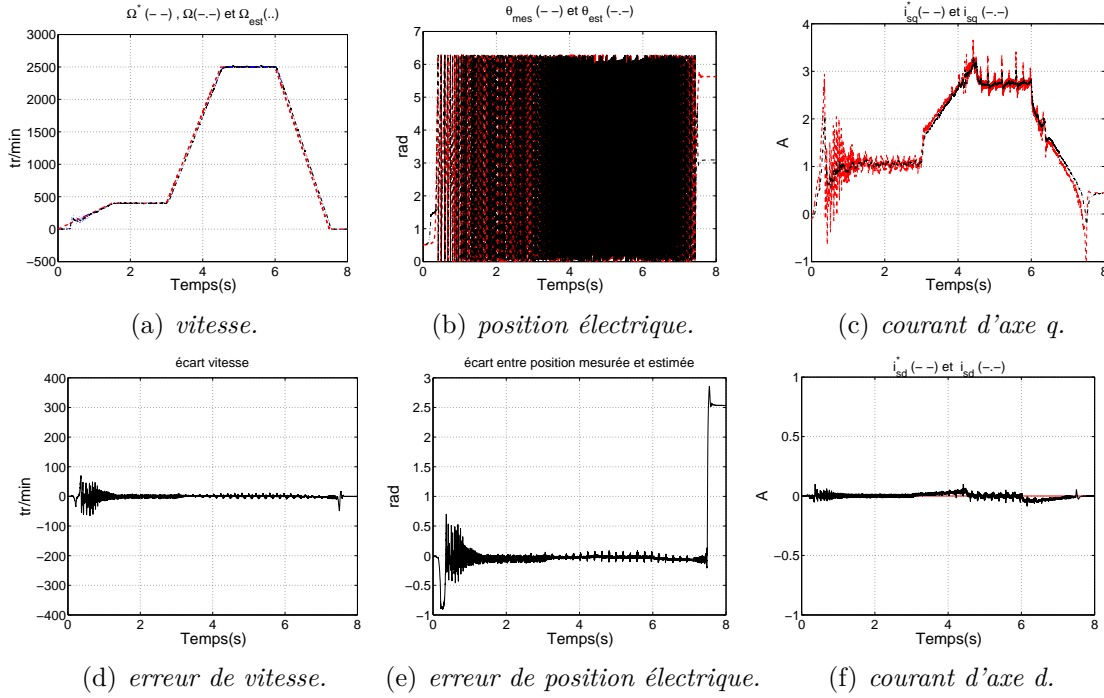 Ω* (- -) , Ω(-.-) et Ωest(..)
3000
2500
2000
1500
1000
500
0
−500
tr/min
0 2 4 6 8
Temps(s)
(a) vitesse.
θmes (- -) et θest (-.-)
7
6
5
4
3
2
1
0
rad
0 2 4 6 8
Temps(s)
(b) position électrique.
i*sq(- -) et isq (-.-)
4
3
2
1
0
−1
A
0 2 4 6 8
Temps(s)
(c) courant d'axe q.
écart vitesse
400
300
200
100
0
−100
−200
−300
−400
tr/min
0 2 4 6 8
Temps(s)
(d) erreur de vitesse.
écart entre position mesurée et estimée
3
2.5
2
1.5
1
0.5
0
−0.5
−1
rad
0 2 4 6 8
Temps(s)
(e) erreur de position électrique.
i*sd (- -) et isd (-.-)
1
0.5
0
−0.5
−1
A
0 2 4 6 8
Temps(s)
(f) courant d'axe d.